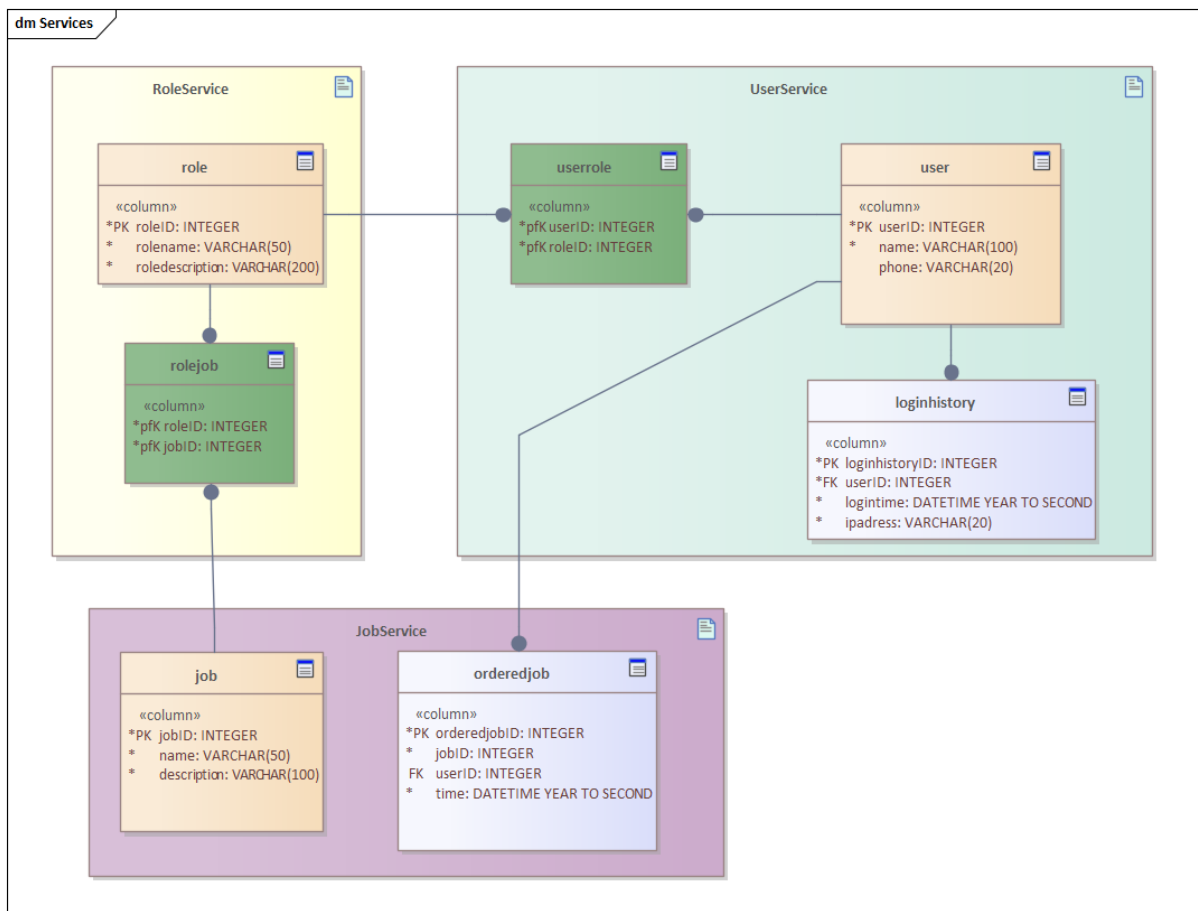 dm Services
RoleService
role
«column»
*PK roleID: INTEGER
* rolename: VARCHAR(50)
* roledescription: VARCHAR(200)
rolejob
«column»
*pfK roleID: INTEGER
*pfK jobID: INTEGER
UserService
userrole
«column»
*pfK userID: INTEGER
*pfK roleID: INTEGER
user
«column»
*PK userID: INTEGER
* name: VARCHAR(100)
phone: VARCHAR(20)
loginhistory
«column»
*PK loginhistoryID: INTEGER
*FK userID: INTEGER
* logintime: DATETIME YEAR TO SECOND
* ipadress: VARCHAR(20)
JobService
job
«column»
*PK jobID: INTEGER
* name: VARCHAR(50)
* description: VARCHAR(100)
orderedjob
«column»
*PK orderedjobID: INTEGER
* jobID: INTEGER
FK userID: INTEGER
* time: DATETIME YEAR TO SECOND